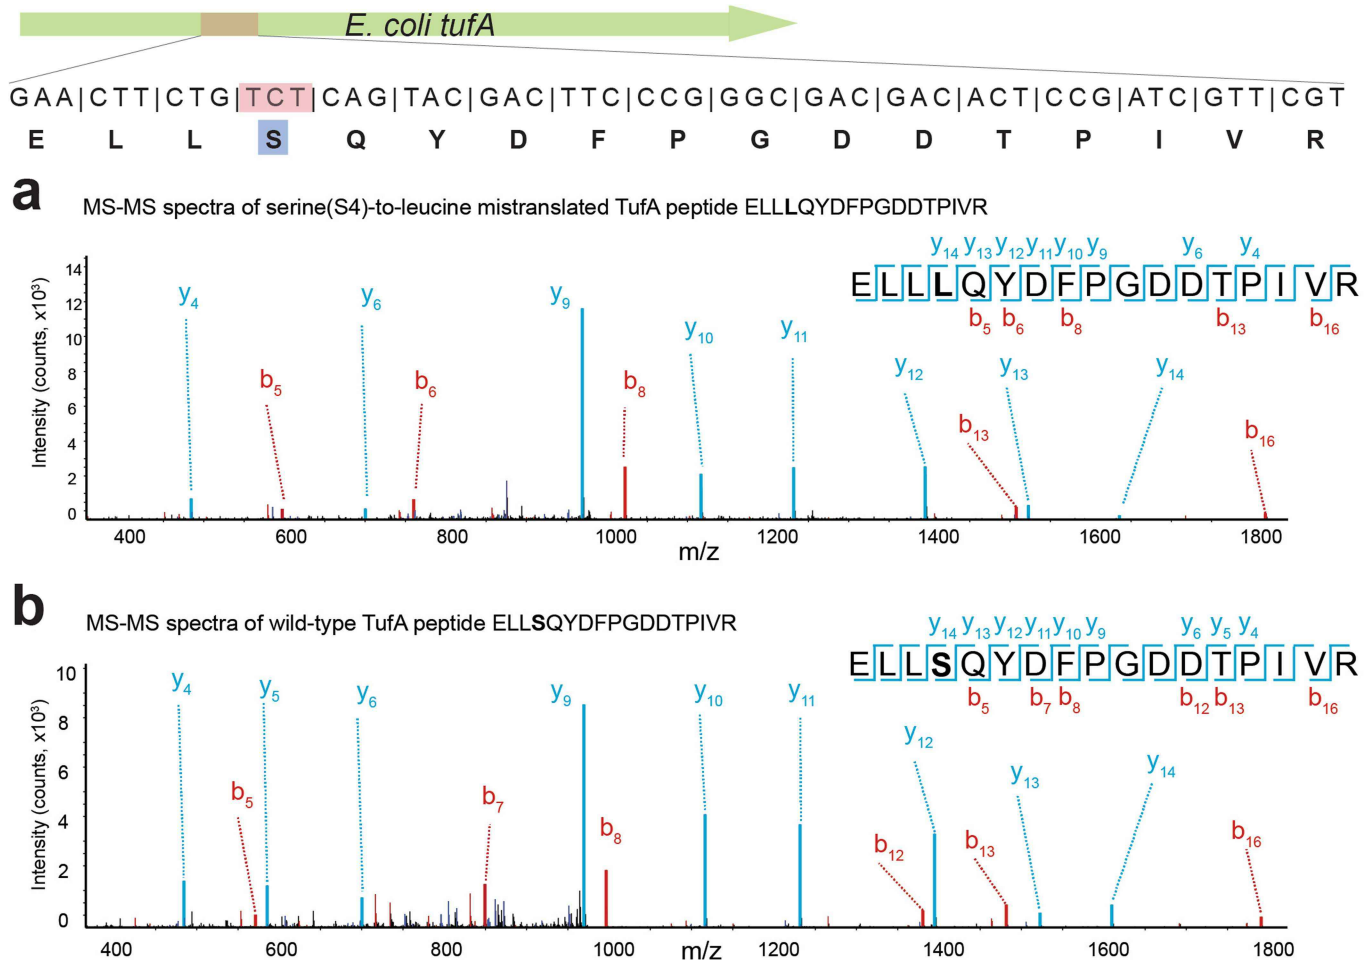 E. coli tufA
GAA|CTT|CTG|TCT|CAG|TAC|GAC|TTC|CCG|GGC|GAC|GAC|ACT|CCG|ATC|GTT|CGT
E L L S Q Y D F P G D D T P I V R
a
MS-MS spectra of serine(S4)-to-leucine mistranslated TufA peptide ELLLQYDFPGDDTPIVR
y14 y13 y12 y11 y10 y9 y6 y4
ELLLQYDFPGDDTPIVR
b5 b6 b8 b13 b16
Intensity (counts, x10³)
14
12
10
8
6
4
2
0
y4 y6 y9 y10 y11 y12 y13 y14
b5 b6 b8 b13 b16
400 600 800 1000 1200 1400 1600 1800
m/z
b
MS-MS spectra of wild-type TufA peptide ELLSQYDFPGDDTPIVR
y14 y13 y12 y11 y10 y9 y6 y5 y4
ELLSQYDFPGDDTPIVR
b5 b7 b8 b12 b13 b16
Intensity (counts, x10³)
10
8
6
4
2
0
y4 y5 y6 y9 y10 y11 y12 y13 y14
b5 b7 b8 b12 b13 b16
400 600 800 1000 1200 1400 1600 1800
m/z